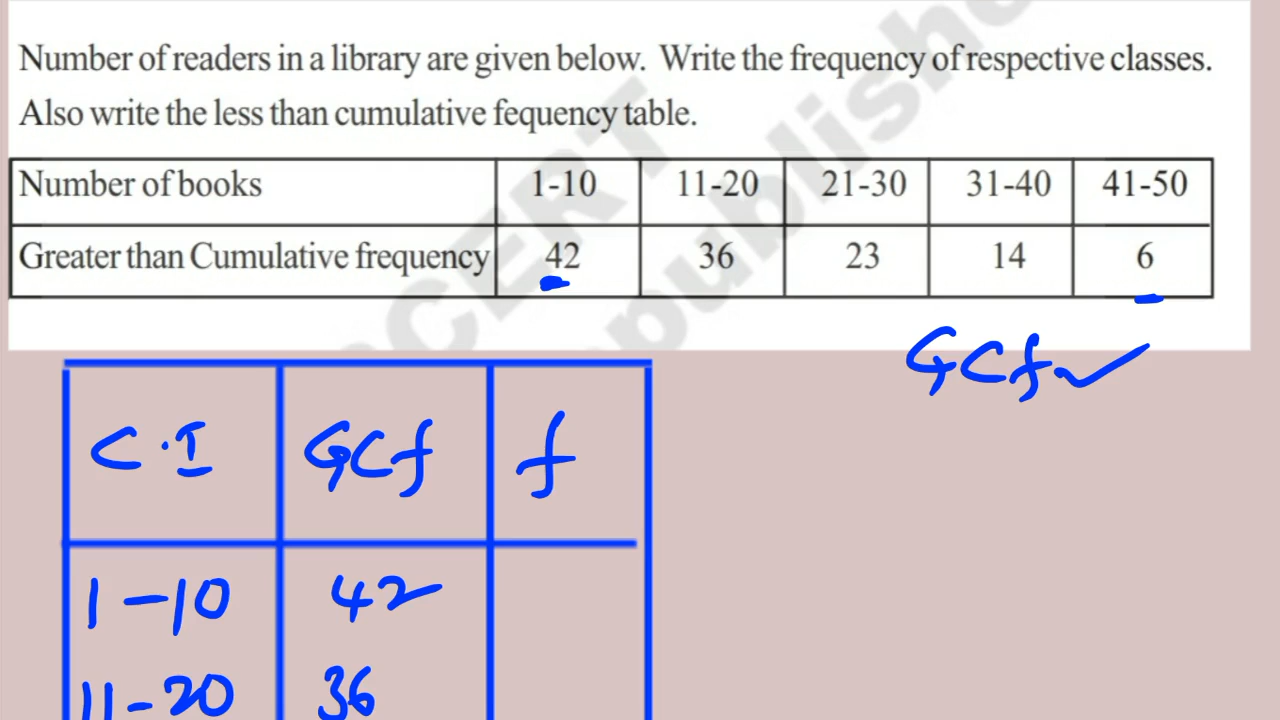 Number of readers in a library are given below. Write the frequency of respective classes.
Also write the less than cumulative fequency table.
Number of books 1-10 11-20 21-30 31-40 41-50
Greater than Cumulative frequency 42 36 23 14 6
GCf
C.I GCf f
1-10 42
11-20 36